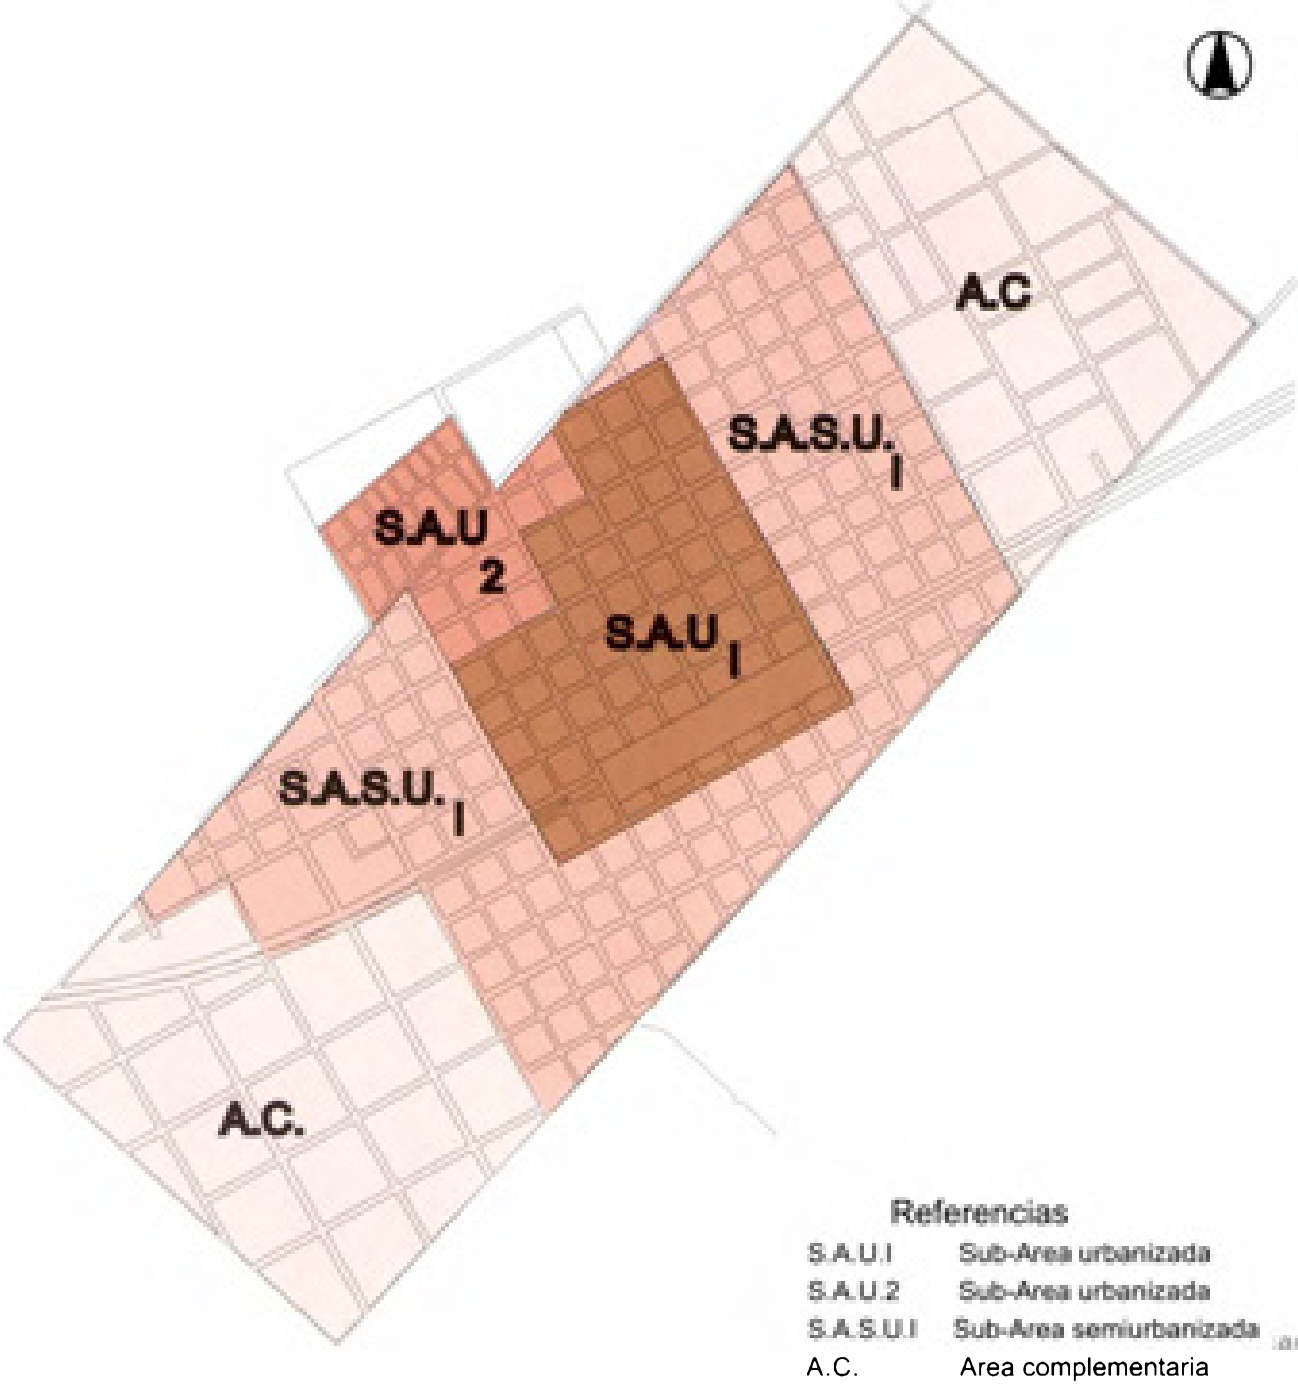 A.C
S.A.S.U.
I
S.A.U
2
S.A.U
I
S.A.S.U.
I
A.C.
Referencias
S.A.U.I Sub-Area urbanizada
S.A.U.2 Sub-Area urbanizada
S.A.S.U.I Sub-Area semiurbanizada
A.C. Area complementaria